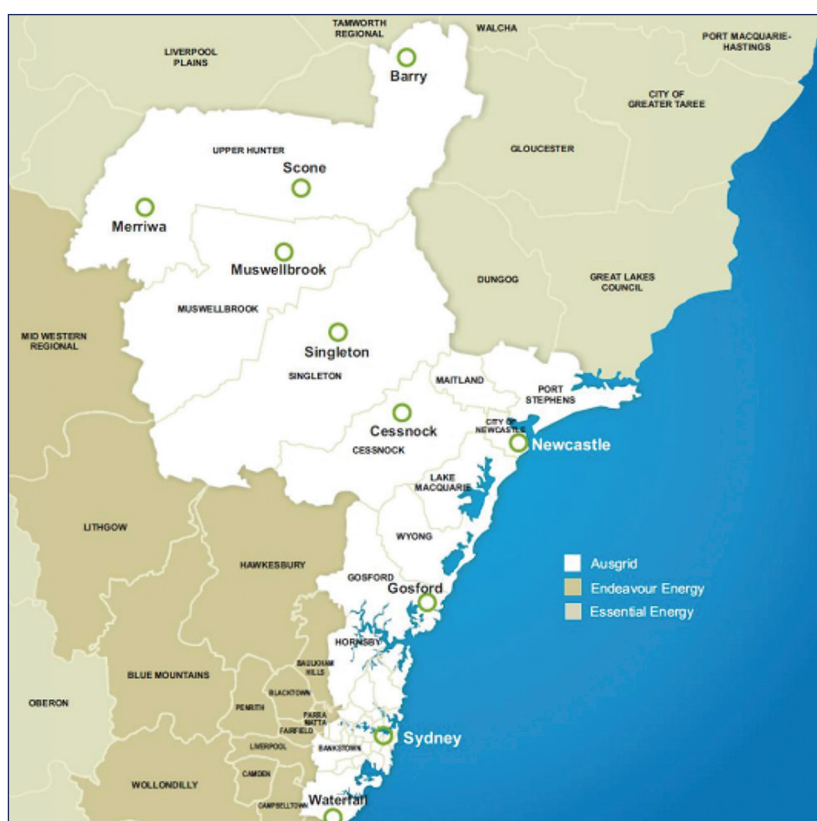 TAMWORTH
REGIONAL
WALCHA
PORT MACQUARIE-
HASTINGS
LIVERPOOL
PLAINS
Barry
CITY OF
GREATER TAREE
UPPER HUNTER
GLOUCESTER
Scone
Merriwa
Muswellbrook
DUNGOG
GREAT LAKES
COUNCIL
MUSWELLBROOK
MID WESTERN
REGIONAL
Singleton
SINGLETON
MAITLAND
PORT
STEPHENS
Cessnock
CESSNOCK
CITY OF
NEWCASTLE
Newcastle
LAKE
MACQUARIE
LITHGOW
WYONG
HAWKESBURY
GOSFORD
Gosford
Ausgrid
Endeavour Energy
Essential Energy
HORNSBY
BAULKHAM
HILLS
BLUE MOUNTAINS
BLACKTOWN
OBERON
PENRITH
PARRA
MATTA
FAIRFIELD
Sydney
LIVERPOOL
BANKSTOWN
CAMDEN
WOLLONDILLY
CAMPBELLTOWN
Waterfall